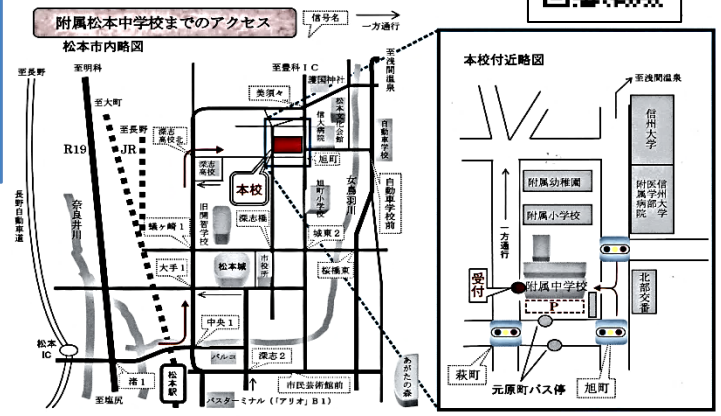 附属松本中学校までのアクセス
信号名
一方通行
松本市内略図
至長野
至明科
至豊科IC
至浅間温泉
護国神社
至大町
美須々
松本文化会館
至長野
深志高校北
信大病院
自動車学校
R19
JR
深志高校
旭町
本校
旭町小学校
女鳥羽川
自動車学校前
長野自動車道
奈良井川
旧開智学校
蟻ヶ崎1
深志橋
城東2
大手1
松本城
市役所
桜橋東
中央1
松本IC
パルコ
深志2
渚1
松本駅
市民芸術館前
あがたの森
至塩尻
バスターミナル(「アリオ」B1)
本校付近略図
至浅間温泉
信州大学
附属幼稚園
信州大学医学部附属病院
附属小学校
一方通行
受付
附属中学校
北部交番
P
萩町
元原町バス停
旭町